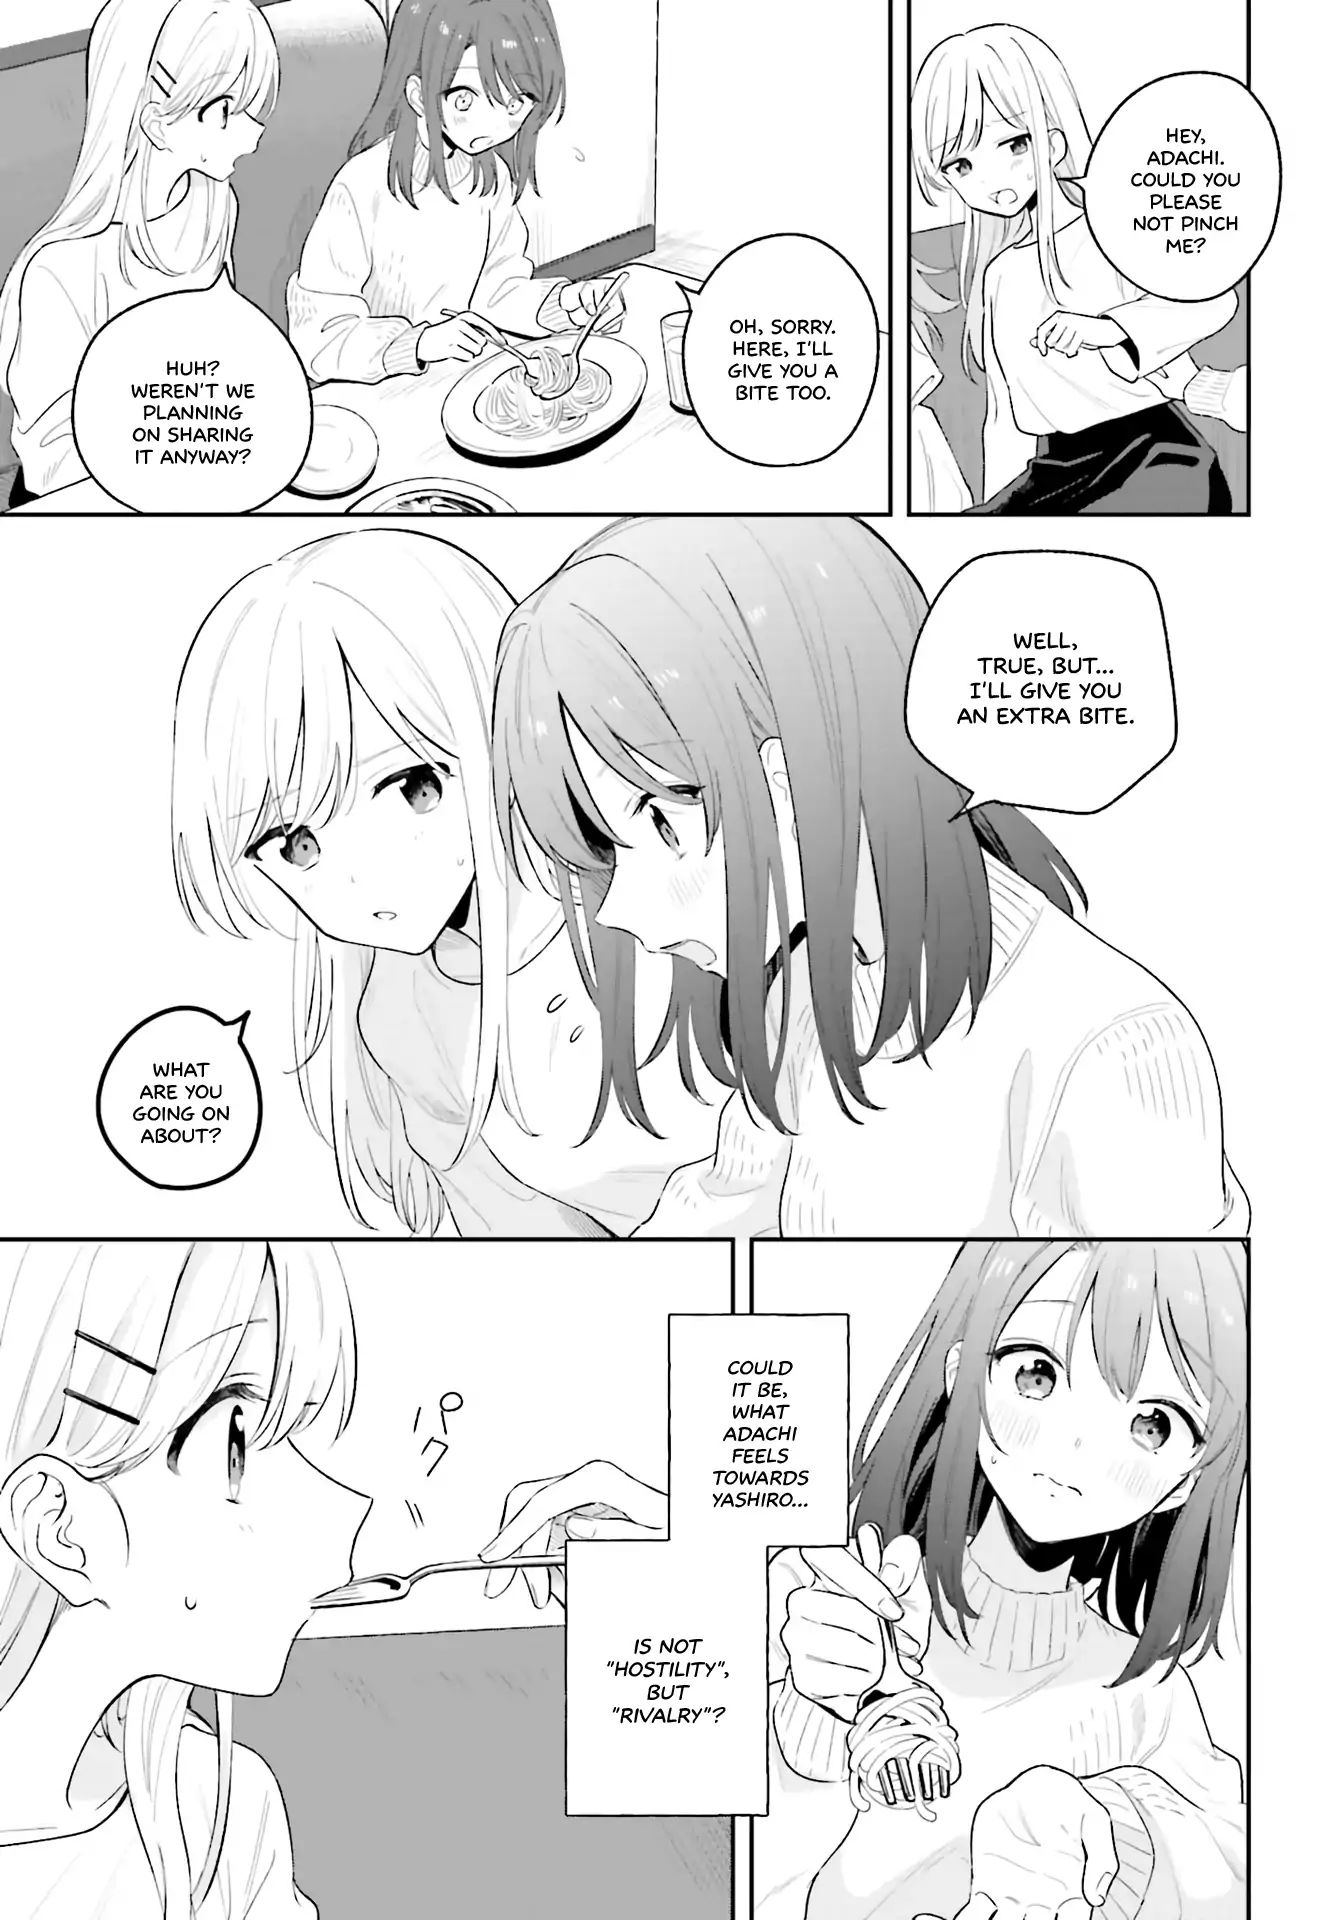 HEY,
ADACHI.
COULD YOU
PLEASE
NOT PINCH
ME?
OH, SORRY.
HERE, I'LL
GIVE YOU A
BITE TOO.
HUH?
WEREN'T WE
PLANNING
ON SHARING
IT ANYWAY?
WELL,
TRUE, BUT...
I'LL GIVE YOU
AN EXTRA BITE.
WHAT
ARE YOU
GOING ON
ABOUT?
COULD
IT BE,
WHAT
ADACHI
FEELS
TOWARDS
YASHIRO...
IS NOT
"HOSTILITY",
BUT
"RIVALRY"?
パク